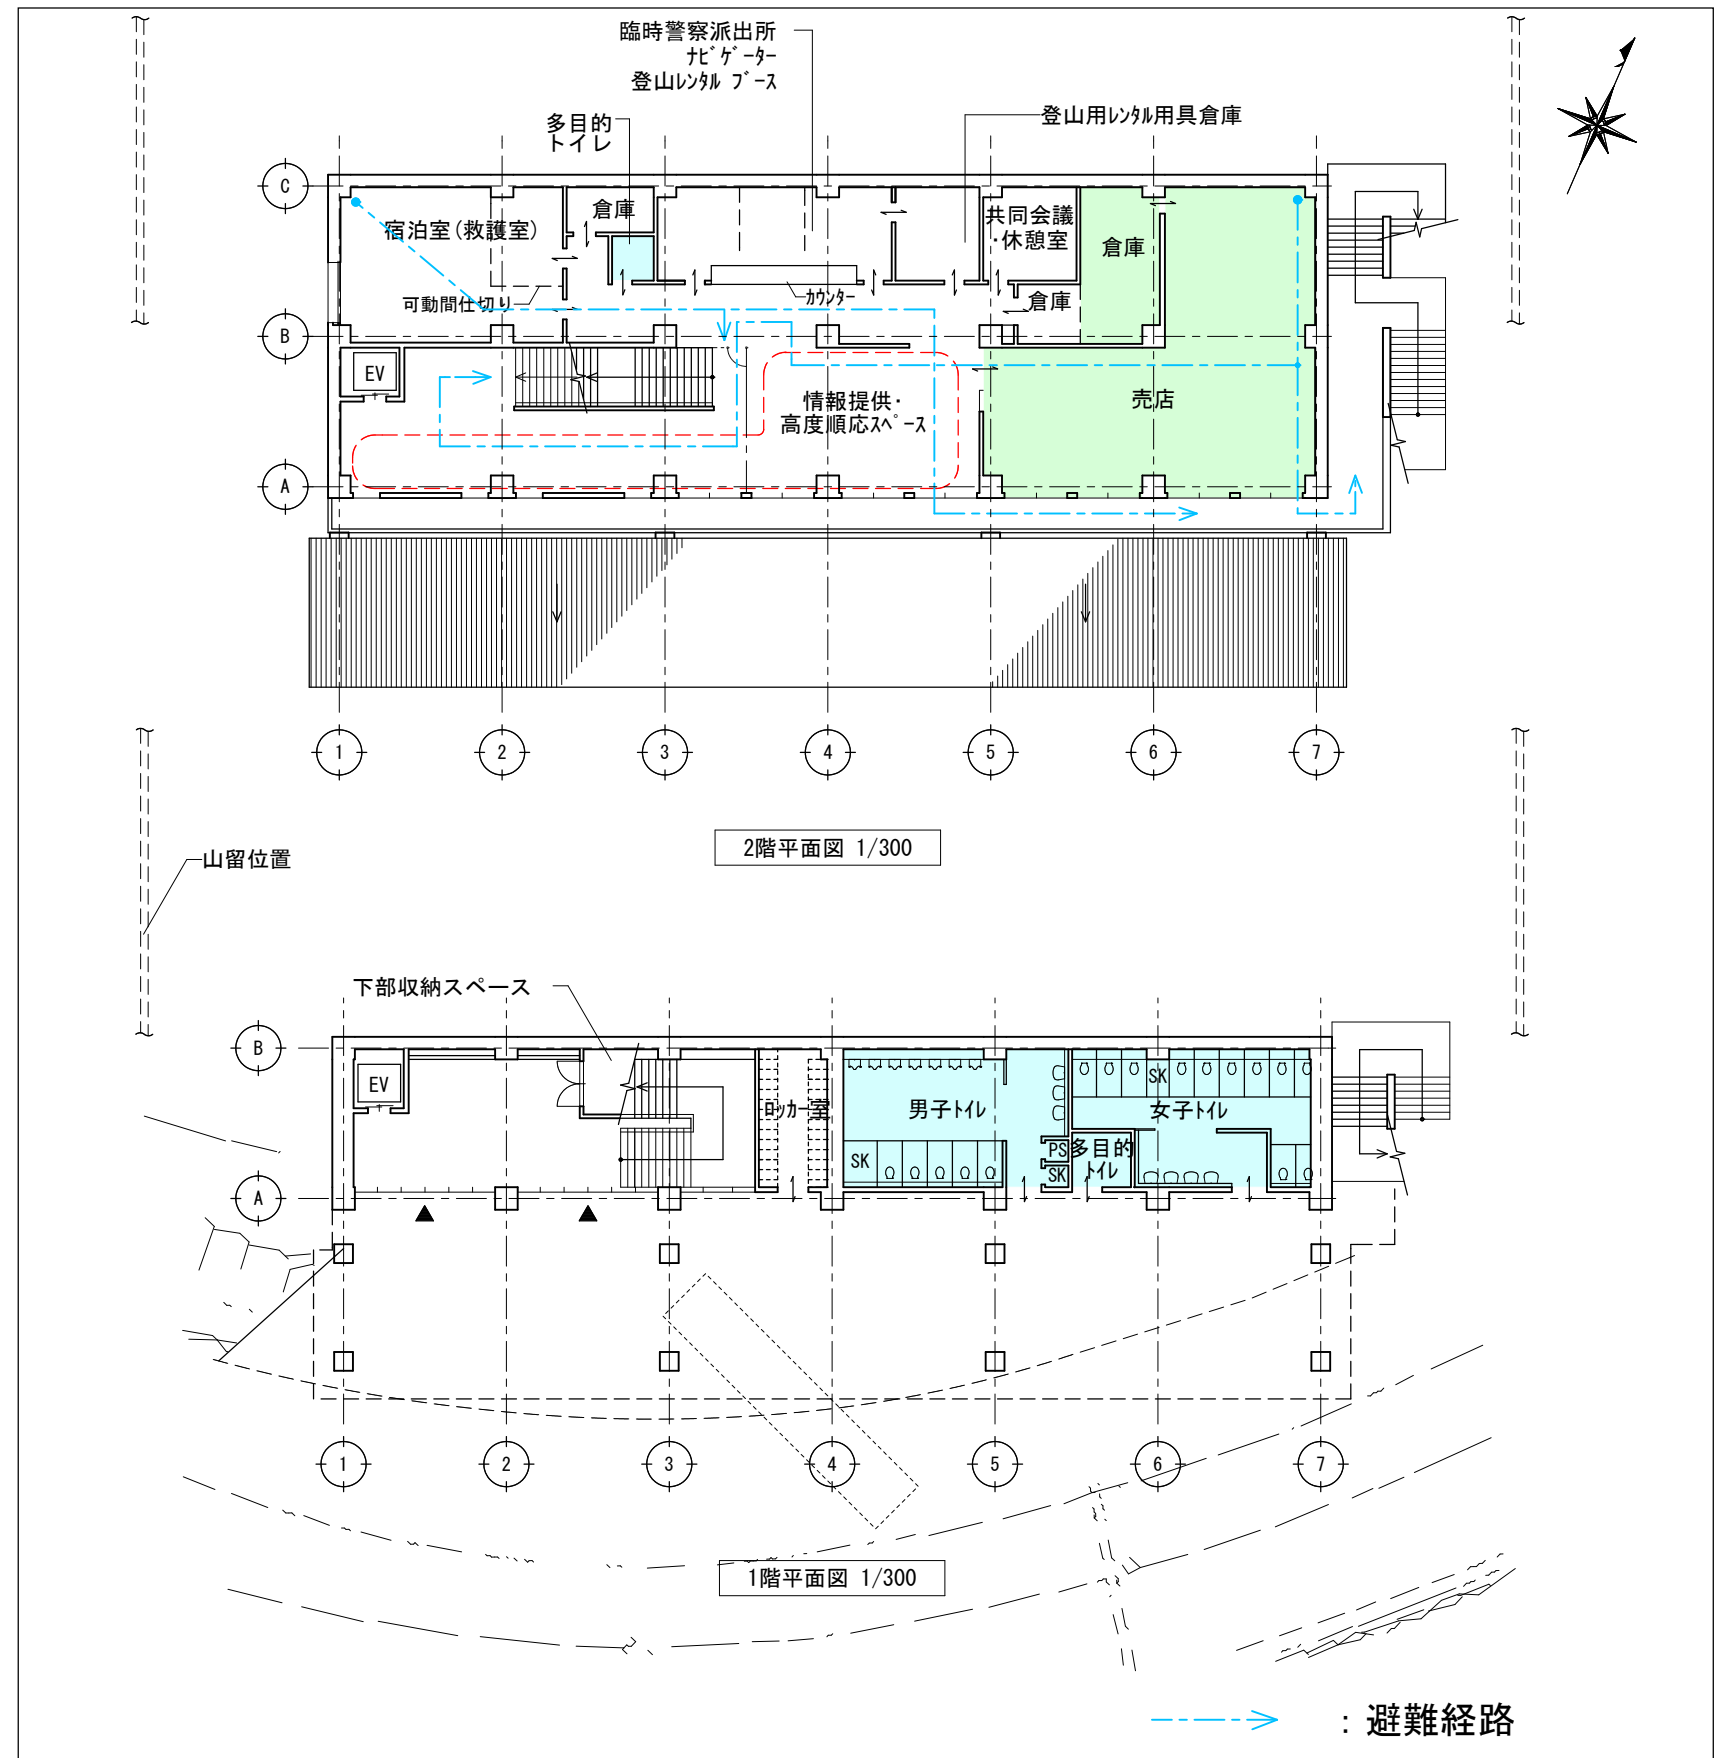 臨時警察派出所
ナビゲーター
登山レンタル ブース
多目的
トイレ
登山用レンタル用具倉庫
C
宿泊室(救護室)
倉庫
共同会議
・休憩室
倉庫
可動間仕切り
カウンター
倉庫
B
EV
情報提供・
高度順応スペース
売店
A
1
2
3
4
5
6
7
2階平面図 1/300
山留位置
下部収納スペース
B
EV
ロッカー室
男子トイレ
SK
女子トイレ
SK
PS
SK
多目的
トイレ
A
1
2
3
4
5
6
7
1階平面図 1/300
:避難経路